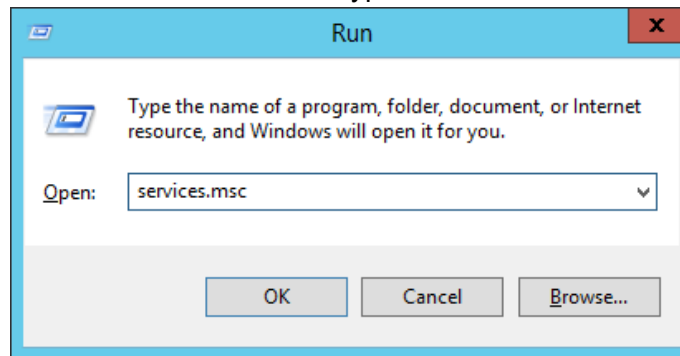 Run
x
Type the name of a program, folder, document, or Internet
resource, and Windows will open it for you.
Open: services.msc
OK Cancel Browse...